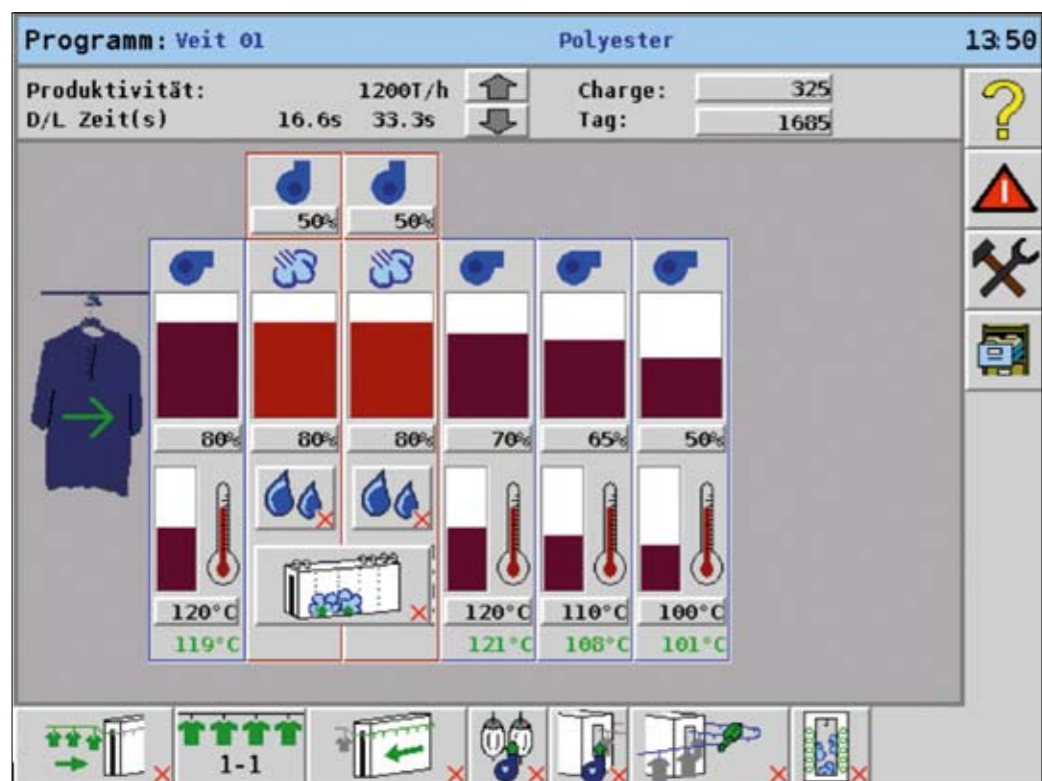 Programm: Veit 01 Polyester 13:50
Produktivität: 1200T/h Charge: 325
D/L Zeit(s) 16.6s 33.3s Tag: 1685
50% 50%
80% 80% 80% 70% 65% 50%
120°C 120°C 110°C 100°C
119°C 121°C 108°C 101°C
1-1